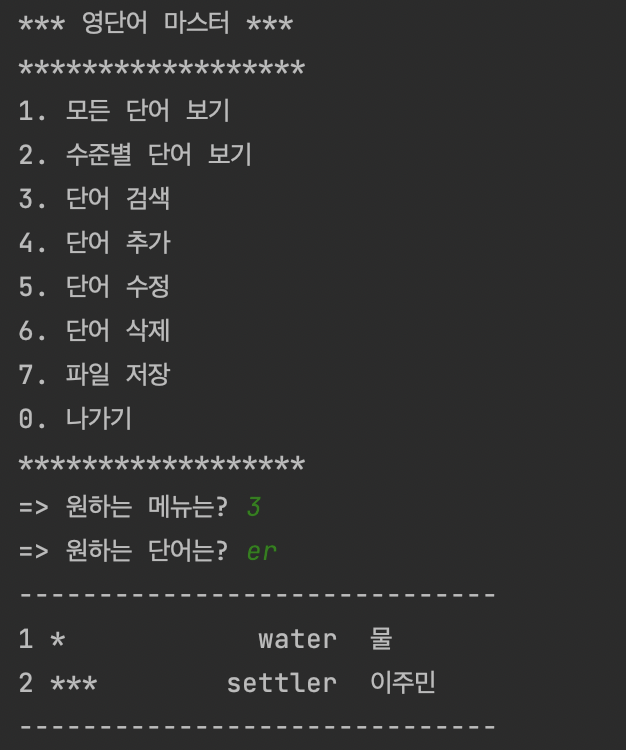 *** 영단어 마스터 ***
******************
1. 모든 단어 보기
2. 수준별 단어 보기
3. 단어 검색
4. 단어 추가
5. 단어 수정
6. 단어 삭제
7. 파일 저장
0. 나가기
******************
=> 원하는 메뉴는? 3
=> 원하는 단어는? er
------------------------------
1 * water 물
2 *** settler 이주민
------------------------------